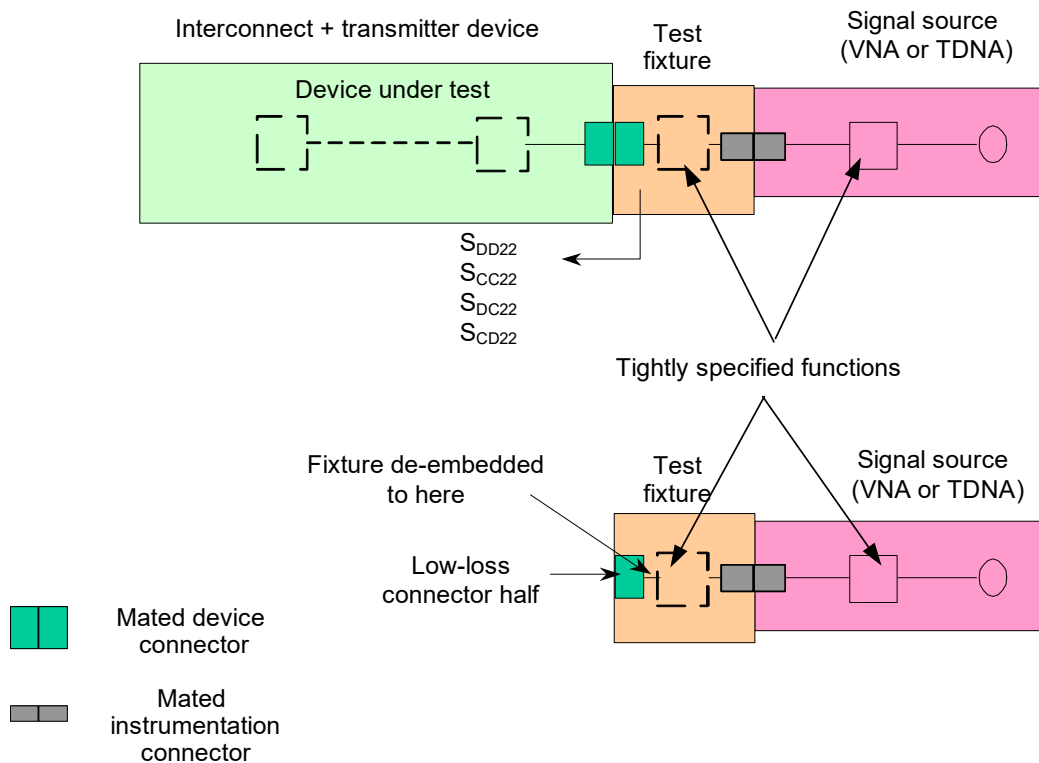 Interconnect + transmitter device
Test
fixture
Signal source
(VNA or TDNA)
Device under test
SDD22
SCC22
SDC22
SCD22
Tightly specified functions
Fixture de-embedded
to here
Test
fixture
Signal source
(VNA or TDNA)
Low-loss
connector half
Mated device
connector
Mated
instrumentation
connector